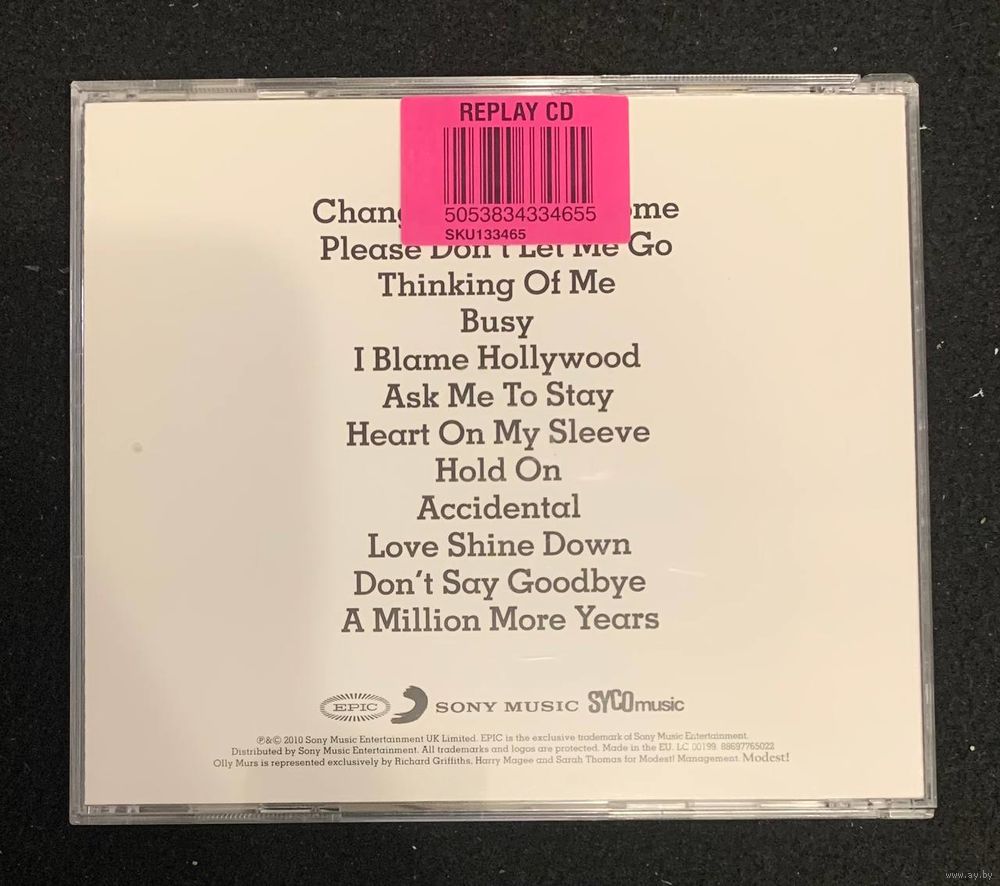 REPLAY CD
5053834334655
SKU133465
Chang ome
Please Don't Let Me Go
Thinking Of Me
Busy
I Blame Hollywood
Ask Me To Stay
Heart On My Sleeve
Hold On
Accidental
Love Shine Down
Don't Say Goodbye
A Million More Years
EPIC SONY MUSIC SYCOmusic
℗&© 2010 Sony Music Entertainment UK Limited. EPIC is the exclusive trademark of Sony Music Entertainment.
Distributed by Sony Music Entertainment. All trademarks and logos are protected. Made in the EU. LC 00199 88697765022
Olly Murs is represented exclusively by Richard Griffiths, Harry Magee and Sarah Thomas for Modest! Management. Modest!
www.ay.by